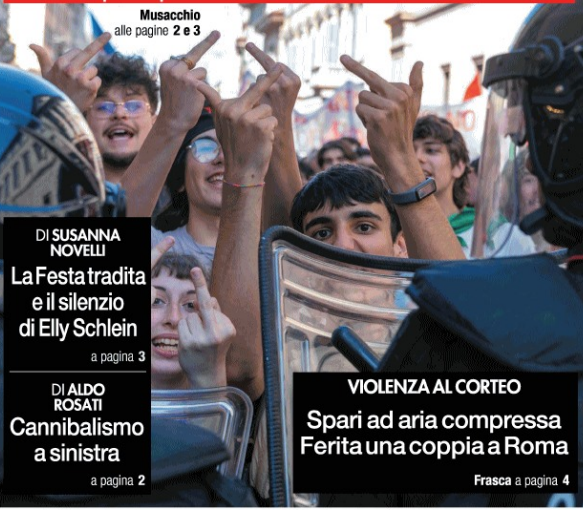 Musacchio
alle pagine 2 e 3
DI SUSANNA
NOVELLI
La Festa tradita
e il silenzio
di Elly Schlein
a pagina 3
DI ALDO
ROSATI
Cannibalismo
a sinistra
a pagina 2
VIOLENZA AL CORTEO
Spari ad aria compressa
Ferita una coppia a Roma
Frasca a pagina 4